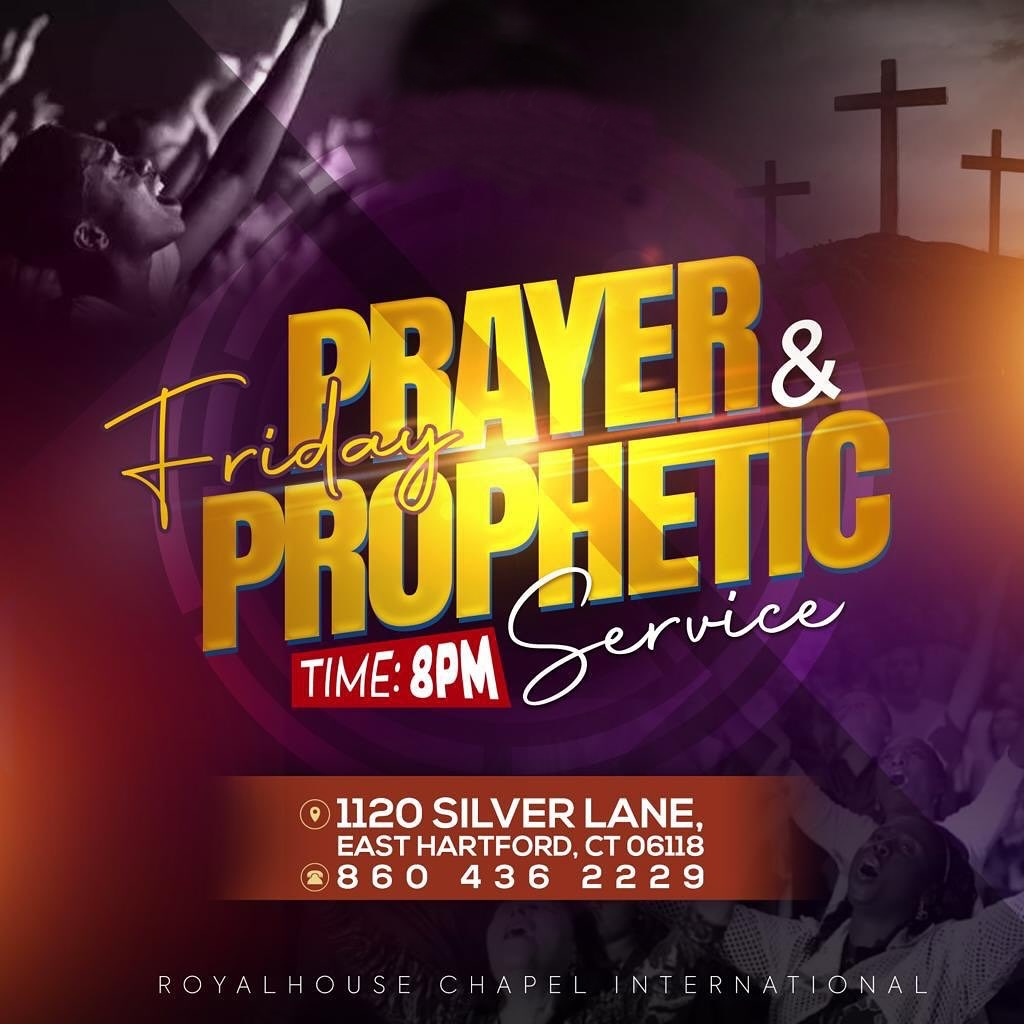 PRAYER &
Friday
PROPHETIC
Service
TIME: 8PM
1120 SILVER LANE,
EAST HARTFORD, CT 06118
860 436 2229
ROYALHOUSE CHAPEL INTERNATIONAL